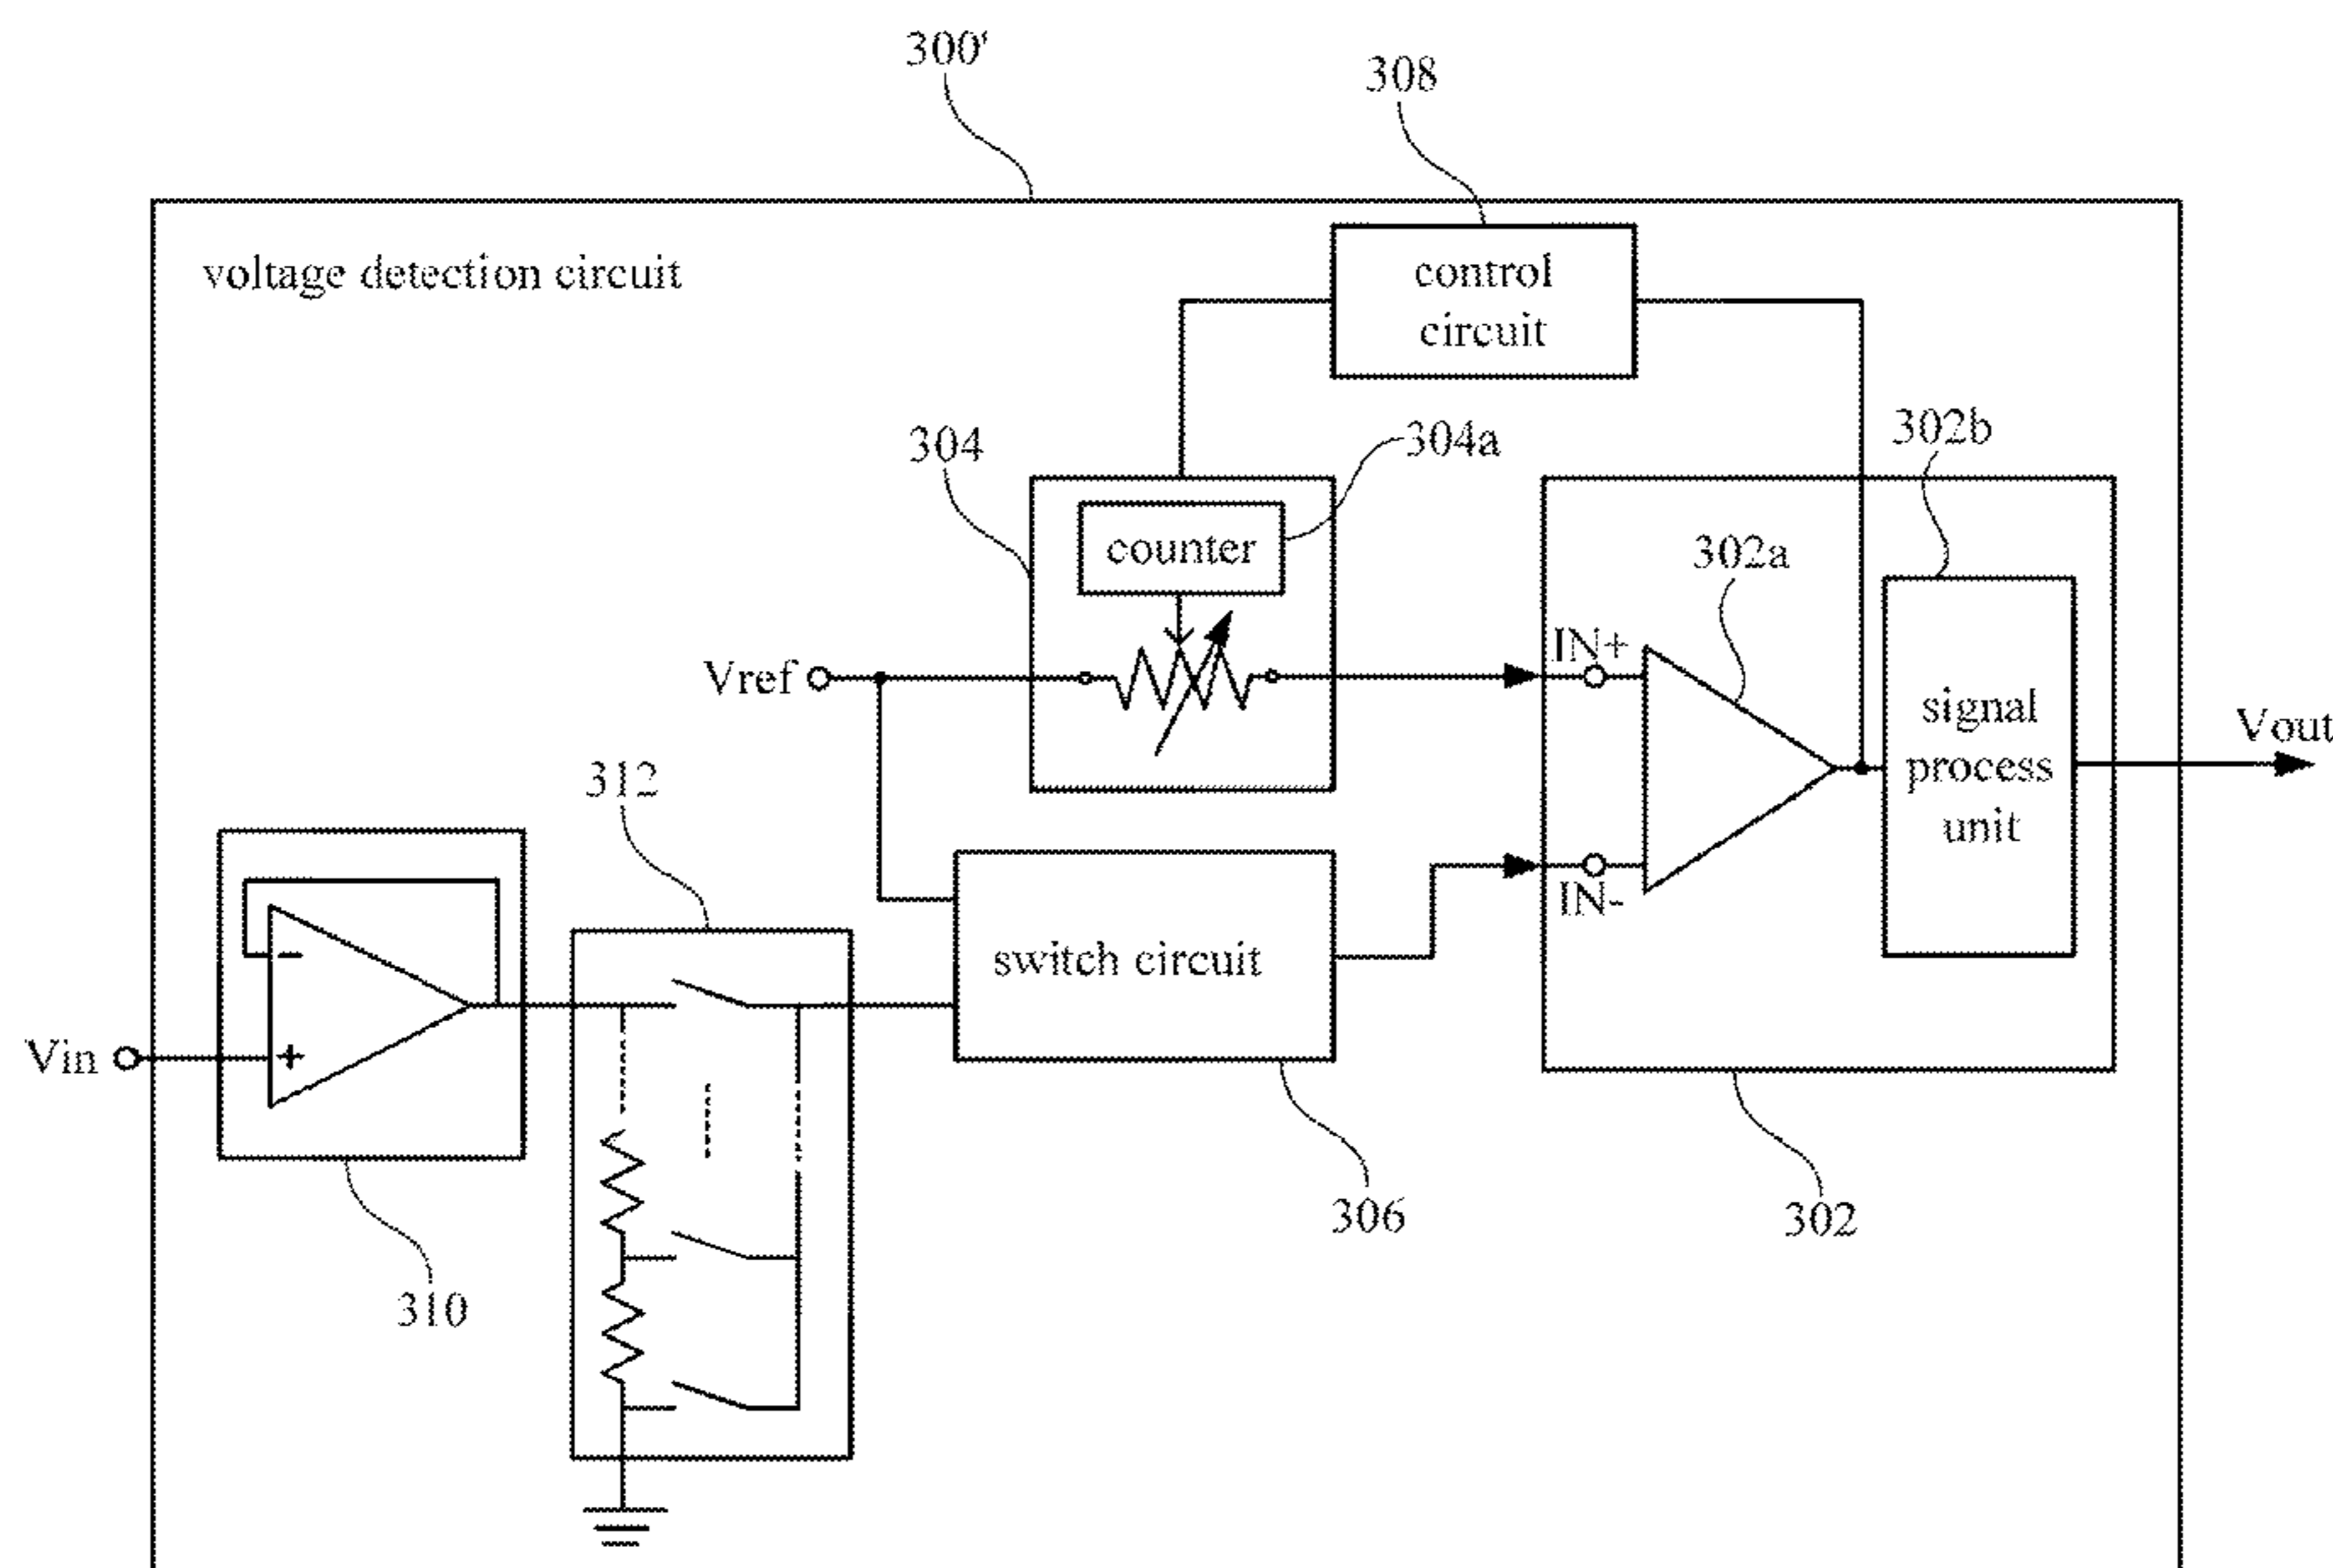 300'
308
voltage detection circuit
control
circuit
304
304a
302b
counter
302a
IN+
Vref
signal
process
unit
Vout
312
IN-
switch circuit
−
+
Vin
306
302
310